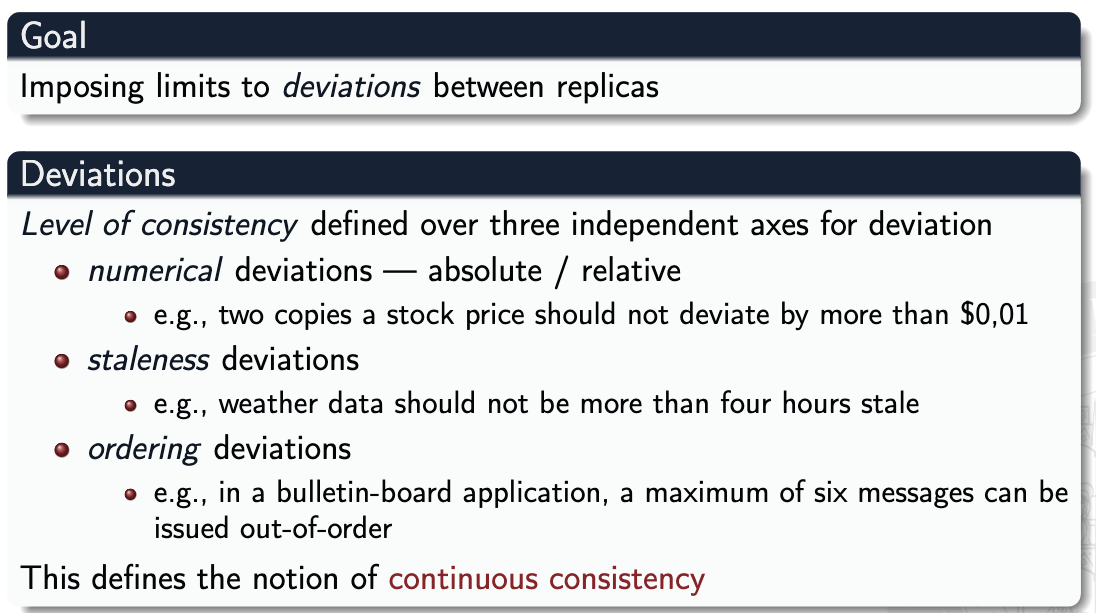 Goal
Imposing limits to deviations between replicas
Deviations
Level of consistency defined over three independent axes for deviation
numerical deviations — absolute / relative
e.g., two copies a stock price should not deviate by more than $0,01
staleness deviations
e.g., weather data should not be more than four hours stale
ordering deviations
e.g., in a bulletin-board application, a maximum of six messages can be
issued out-of-order
This defines the notion of continuous consistency